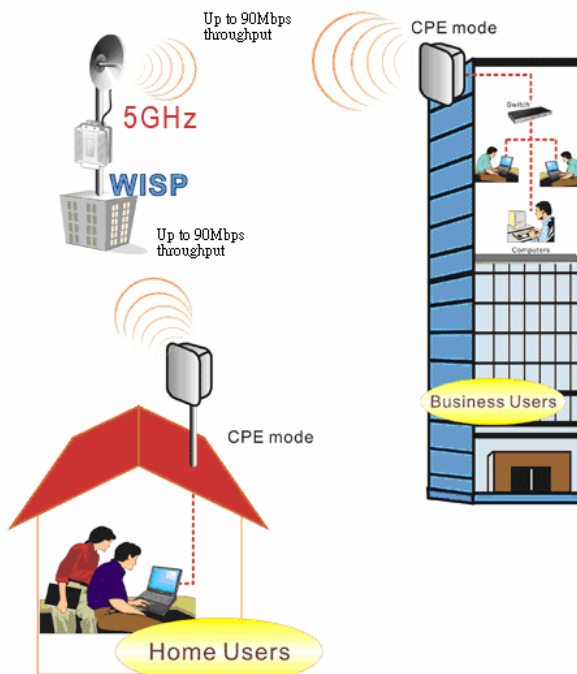 Up to 90Mbps
throughput
CPE mode
5GHz
Switch
WISP
Up to 90Mbps
throughput
Computers
Business Users
CPE mode
Home Users